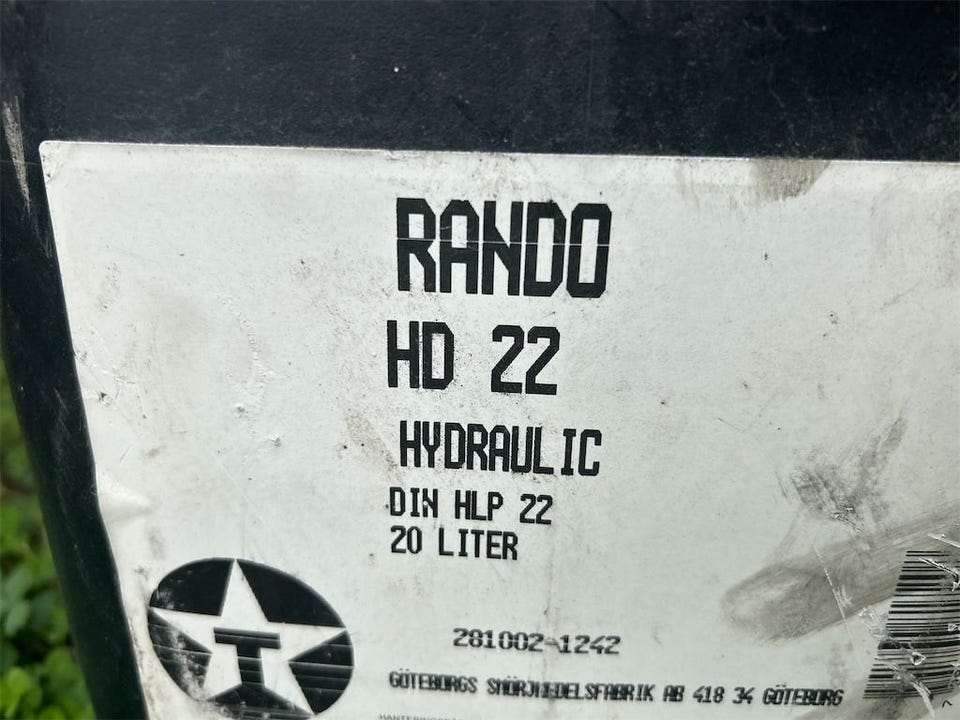 RANDO
HD 22
HYDRAULIC
DIN HLP 22
20 LITER
T
281002-1242
GÖTEBORGS SMÖRJMEDELSFABRIK AB 418 34 GÖTEBORG